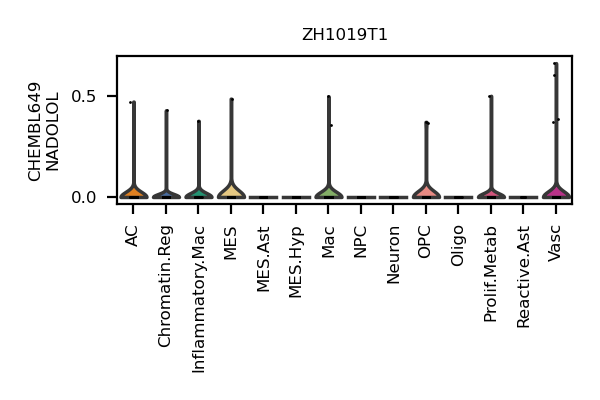 ZH1019T1
CHEMBL649
NADOLOL
0.5
0.0
AC
Chromatin.Reg
Inflammatory.Mac
MES
MES.Ast
MES.Hyp
Mac
NPC
Neuron
OPC
Oligo
Prolif.Metab
Reactive.Ast
Vasc